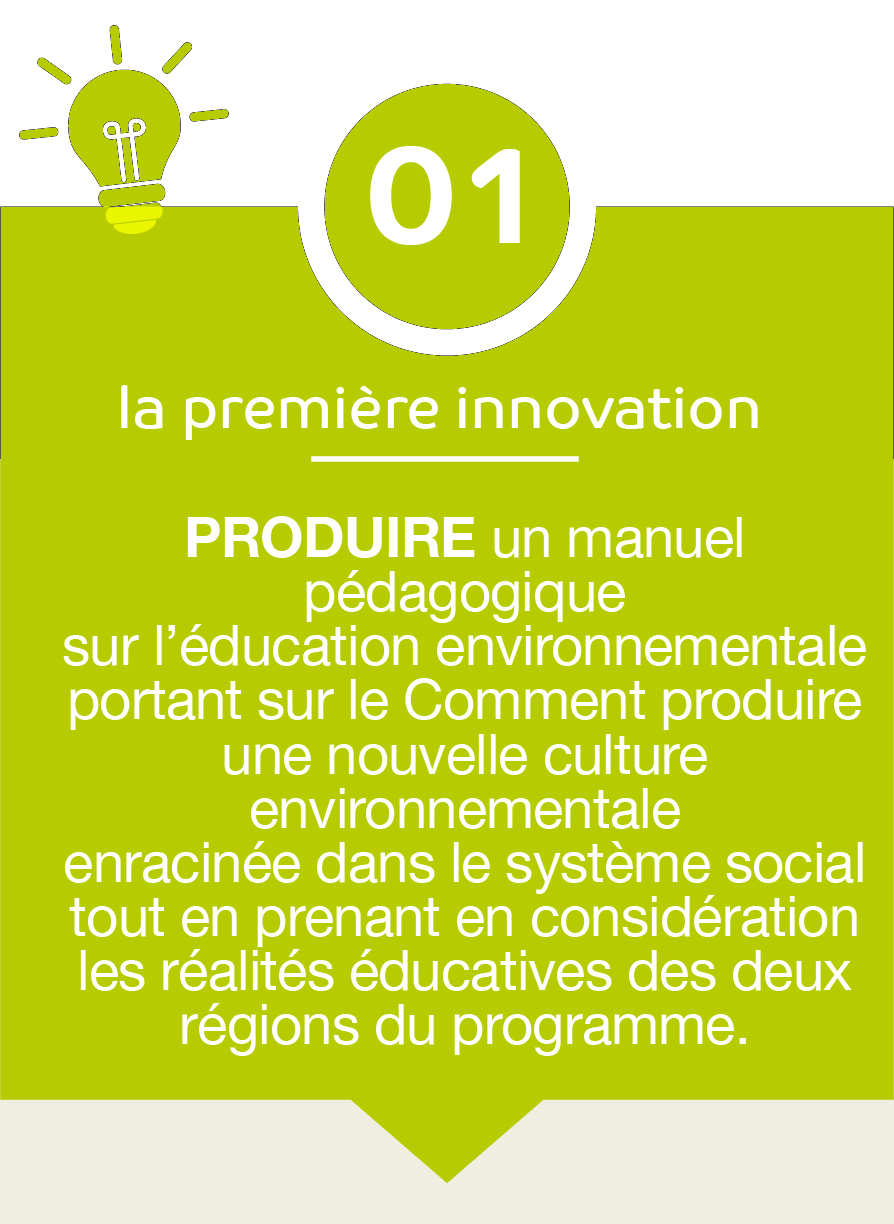 01
la première innovation
PRODUIRE un manuel
pédagogique
sur l’éducation environnementale
portant sur le Comment produire
une nouvelle culture
environnementale
enracinée dans le système social
tout en prenant en considération
les réalités éducatives des deux
régions du programme.